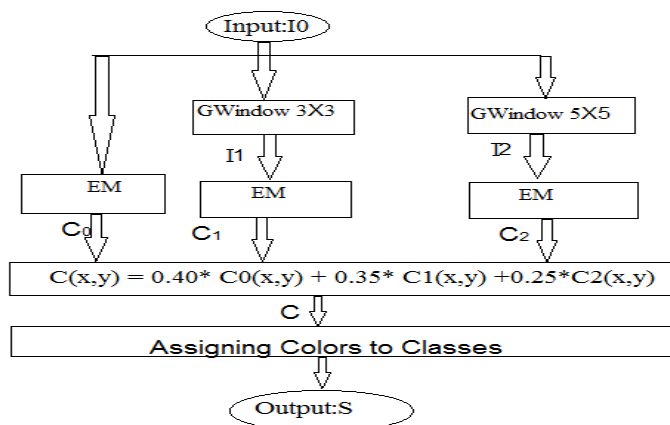 Input:I0
GWindow 3X3
GWindow 5X5
I1
I2
EM
EM
EM
C0
C1
C2
C(x,y) = 0.40* C0(x,y) + 0.35* C1(x,y) +0.25*C2(x,y)
C
Assigning Colors to Classes
Output:S